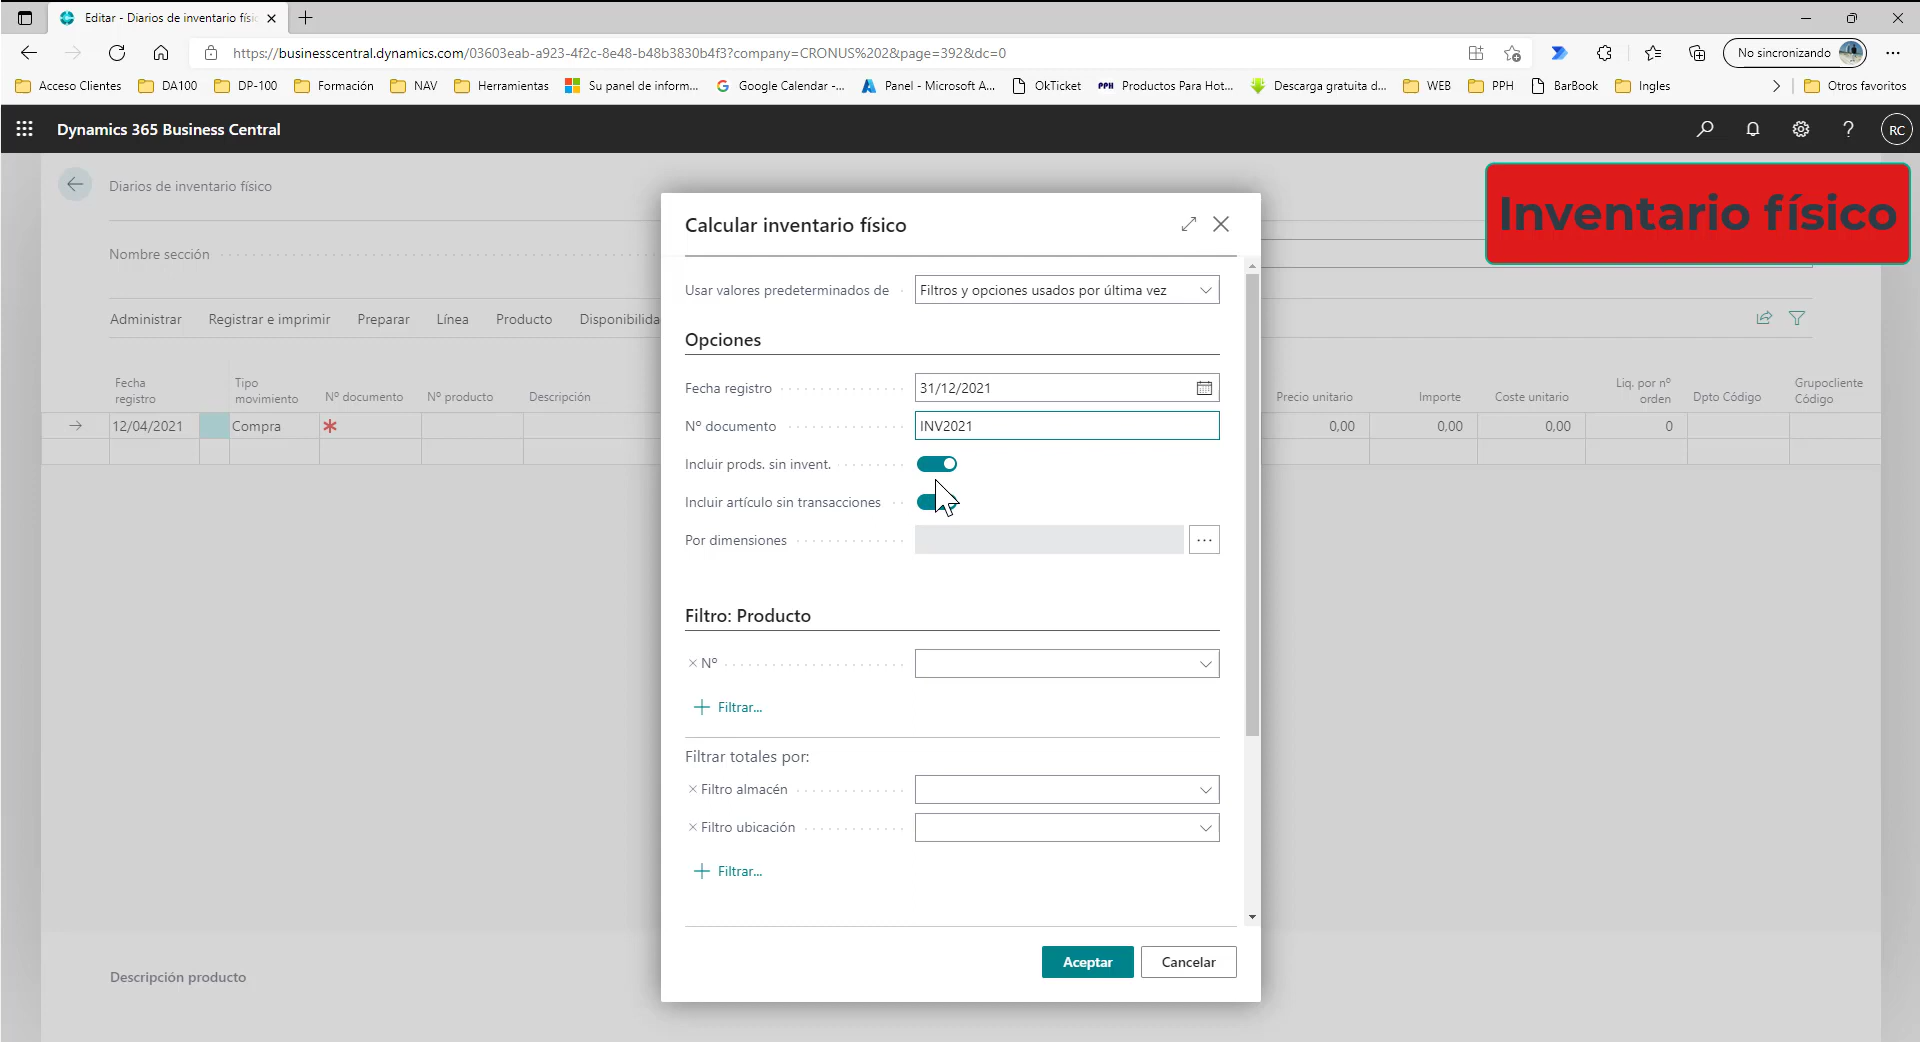 Editar - Diarios de inventario físi
https://businesscentral.dynamics.com/03603eab-a923-4f2c-8e48-b48b3830b4f3?company=CRONUS%202&page=392&dc=0
No sincronizando
Acceso Clientes
DA100
DP-100
Formación
NAV
Herramientas
Su panel de inform...
Google Calendar -...
Panel - Microsoft A...
OkTicket
PPH Productos Para Hot...
Descarga gratuita d...
WEB
PPH
BarBook
Ingles
Otros favoritos
Dynamics 365 Business Central
RC
Diarios de inventario físico
Inventario físico
Nombre sección
Administrar
Registrar e imprimir
Preparar
Línea
Producto
Disponibilida
Fecha registro
Tipo movimiento
Nº documento
Nº producto
Descripción
Precio unitario
Importe
Coste unitario
Liq. por nº orden
Dpto Código
Grupocliente Código
12/04/2021
Compra
*
0,00
0,00
0,00
0
Descripción producto
Calcular inventario físico
Usar valores predeterminados de
Filtros y opciones usados por última vez
Opciones
Fecha registro
31/12/2021
Nº documento
INV2021
Incluir prods. sin invent.
Incluir artículo sin transacciones
Por dimensiones
...
Filtro: Producto
× Nº
+ Filtrar...
Filtrar totales por:
× Filtro almacén
× Filtro ubicación
+ Filtrar...
Aceptar
Cancelar